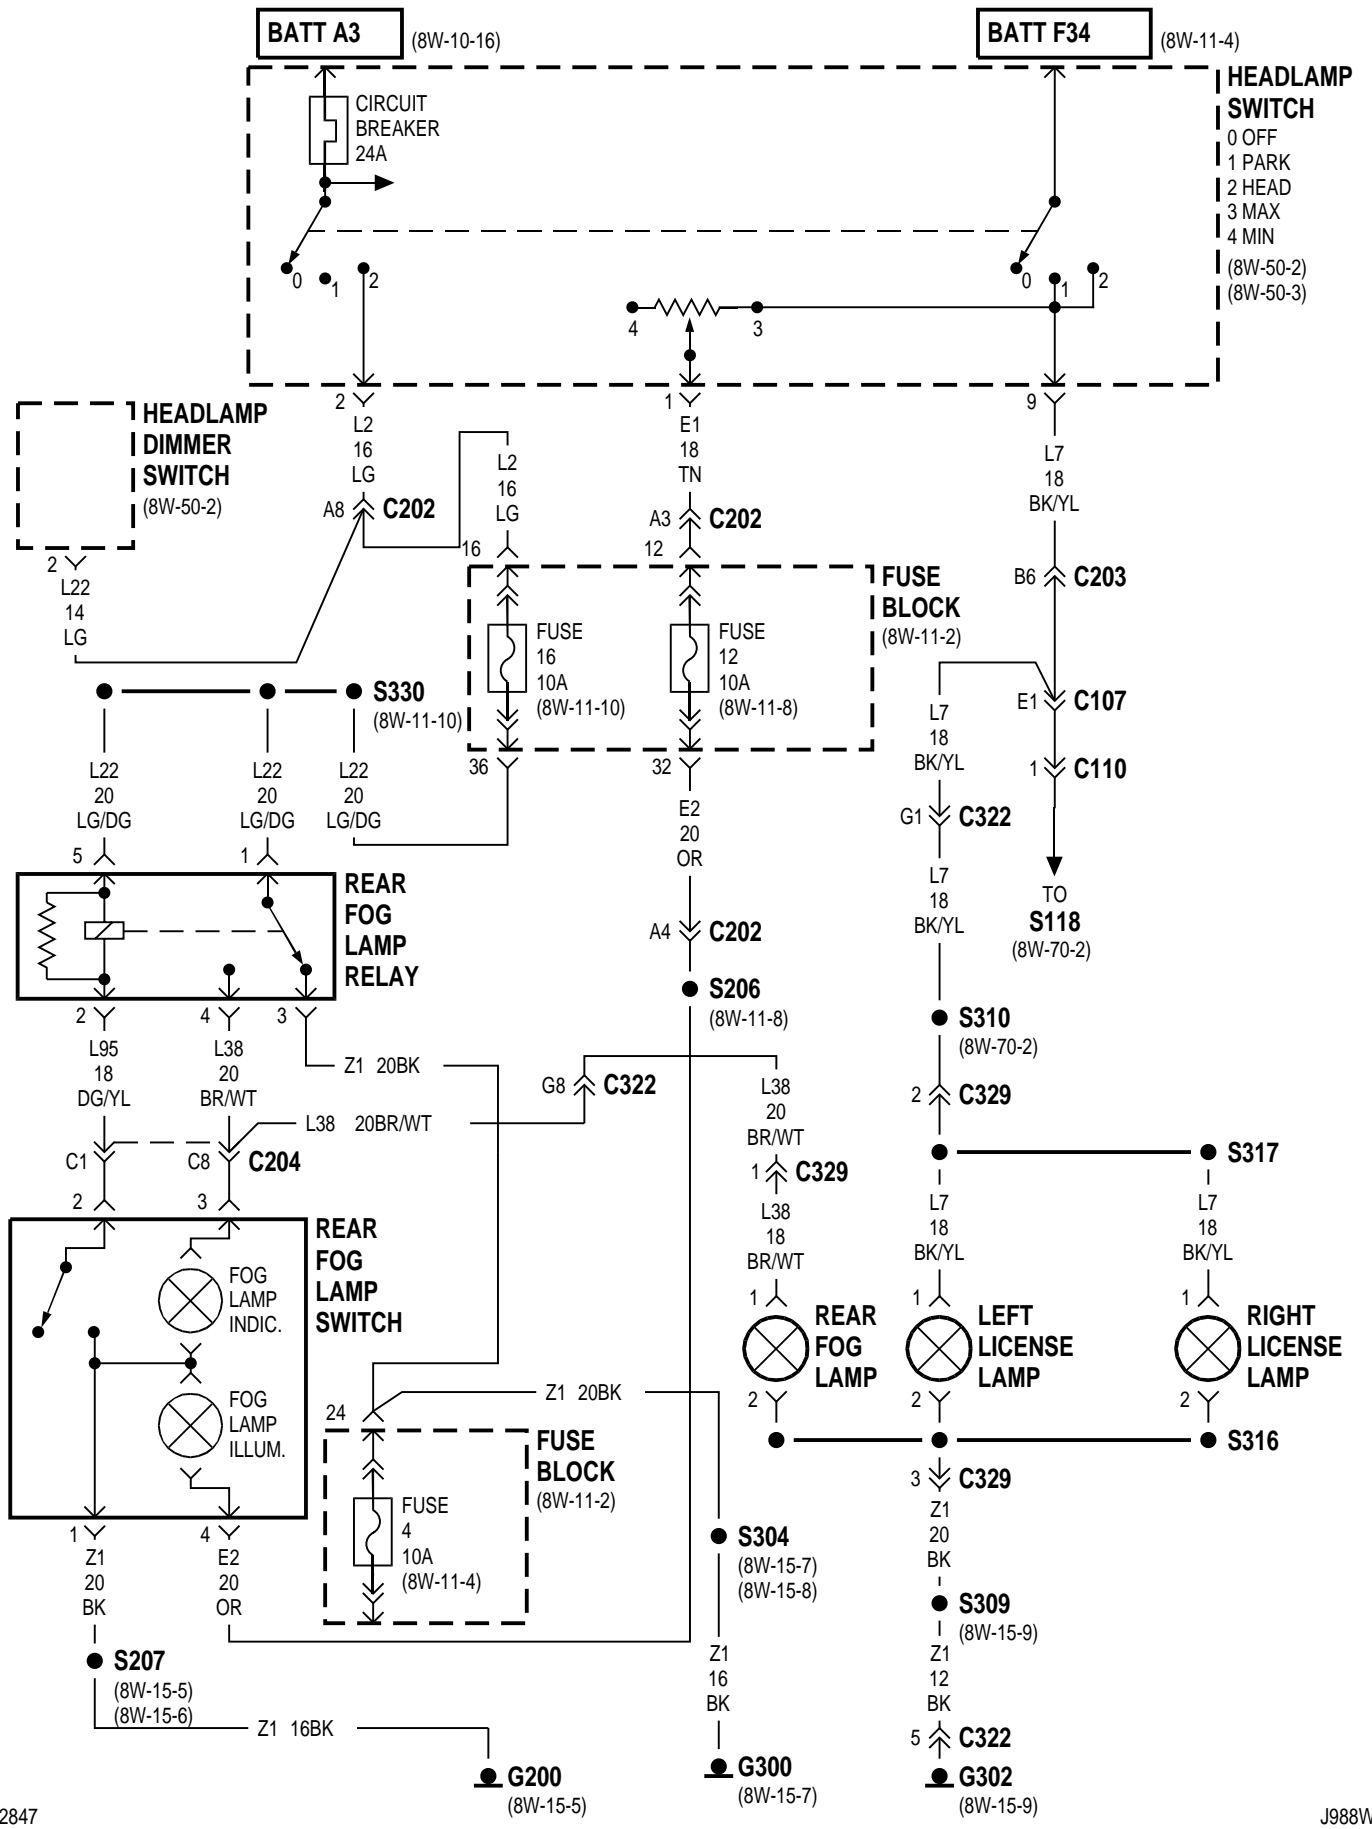 BATT A3
(8W-10-16)
BATT F34
(8W-11-4)
HEADLAMP
SWITCH
0 OFF
1 PARK
2 HEAD
3 MAX
4 MIN
(8W-50-2)
(8W-50-3)
CIRCUIT
BREAKER
24A
0
1
2
4
3
0
1
2
2
L2
16
LG
1
E1
18
TN
9
L7
18
BK/YL
HEADLAMP
DIMMER
SWITCH
(8W-50-2)
A8
C202
L2
16
LG
A3
C202
16
12
B6
C203
2
L22
14
LG
FUSE
BLOCK
(8W-11-2)
FUSE
16
10A
(8W-11-10)
FUSE
12
10A
(8W-11-8)
S330
(8W-11-10)
E1
C107
L7
18
BK/YL
1
C110
36
32
L22
20
LG/DG
L22
20
LG/DG
L22
20
LG/DG
E2
20
OR
G1
C322
5
1
REAR
FOG
LAMP
RELAY
L7
18
BK/YL
TO
S118
(8W-70-2)
A4
C202
S206
(8W-11-8)
S310
(8W-70-2)
2
4
3
L95
18
DG/YL
L38
20
BR/WT
Z1 20BK
G8
C322
L38
20
BR/WT
2
C329
L38 20BR/WT
C1
C8
C204
S317
1
C329
2
3
L38
18
BR/WT
L7
18
BK/YL
L7
18
BK/YL
REAR
FOG
LAMP
SWITCH
FOG
LAMP
INDIC.
FOG
LAMP
ILLUM.
1
REAR
FOG
LAMP
2
1
LEFT
LICENSE
LAMP
2
1
RIGHT
LICENSE
LAMP
2
Z1 20BK
24
FUSE
BLOCK
(8W-11-2)
FUSE
4
10A
(8W-11-4)
S316
3
C329
Z1
20
BK
1
4
Z1
20
BK
E2
20
OR
S304
(8W-15-7)
(8W-15-8)
S309
(8W-15-9)
S207
(8W-15-5)
(8W-15-6)
Z1
16
BK
Z1
12
BK
Z1 16BK
5
C322
G200
(8W-15-5)
G300
(8W-15-7)
G302
(8W-15-9)
2847
J988W